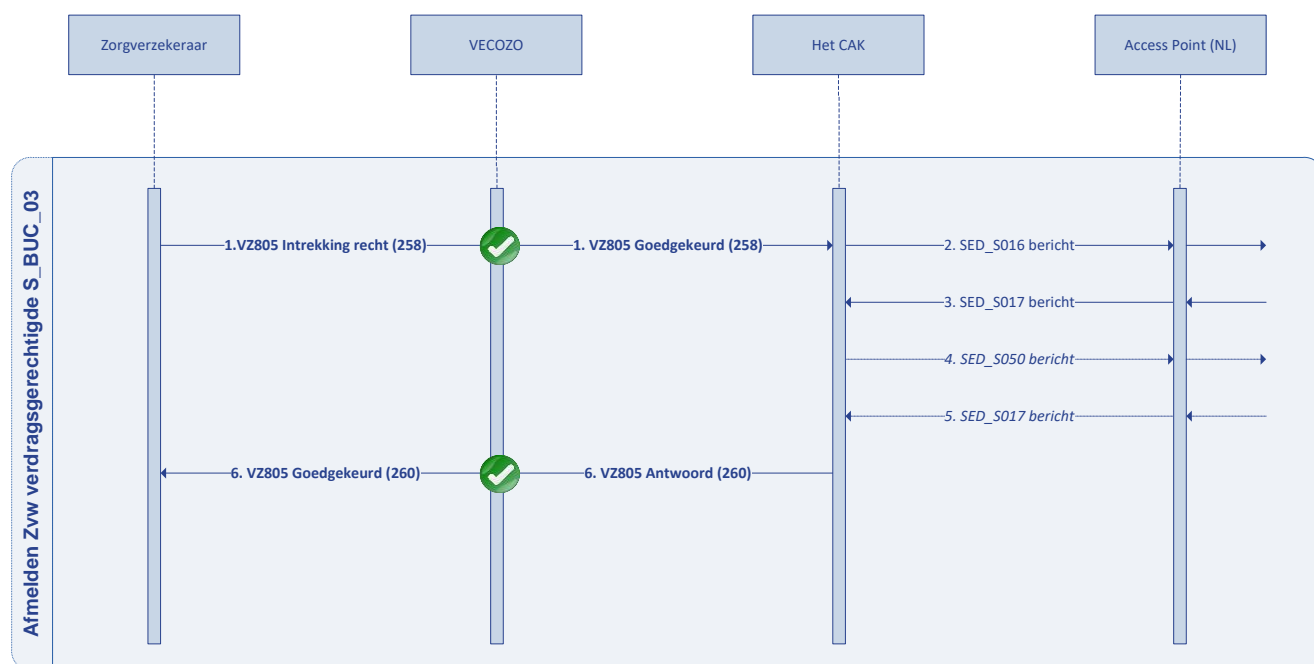 Zorgverzekeraar
VECOZO
Het CAK
Access Point (NL)
Afmelden Zvw verdragsgerechtigde S_BUC_03
1.VZ805 Intrekking recht (258)
1. VZ805 Goedgekeurd (258)
2. SED_S016 bericht
3. SED_S017 bericht
4. SED_S050 bericht
5. SED_S017 bericht
6. VZ805 Goedgekeurd (260)
6. VZ805 Antwoord (260)